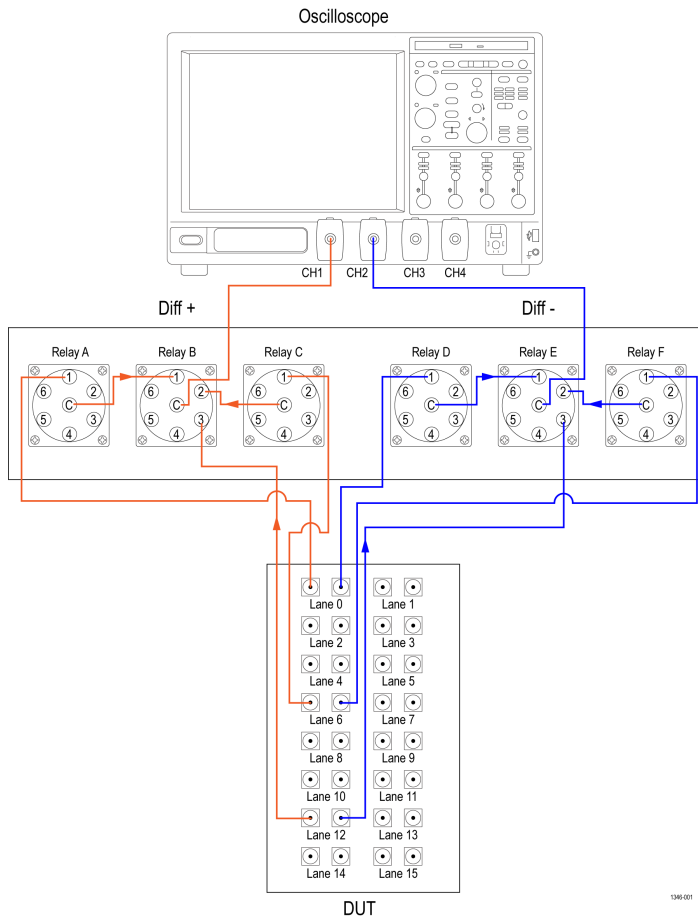 Oscilloscope
CH1 CH2 CH3 CH4
Diff + Diff -
Relay A Relay B Relay C Relay D Relay E Relay F
1 1 1 1 1 1
6 2 6 2 6 2 6 2 6 2 6 2
C C C C C C
5 3 5 3 5 3 5 3 5 3 5 3
4 4 4 4 4 4
Lane 0 Lane 1
Lane 2 Lane 3
Lane 4 Lane 5
Lane 6 Lane 7
Lane 8 Lane 9
Lane 10 Lane 11
Lane 12 Lane 13
Lane 14 Lane 15
DUT
1346-001